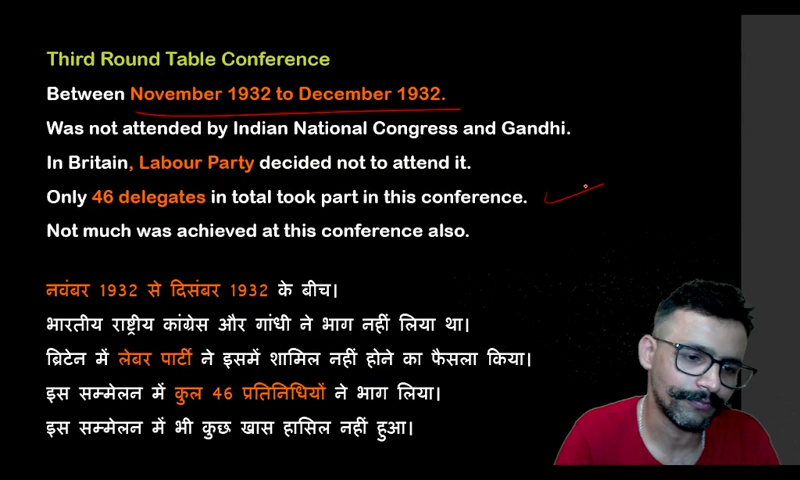 Third Round Table Conference
Between November 1932 to December 1932.
Was not attended by Indian National Congress and Gandhi.
In Britain, Labour Party decided not to attend it.
Only 46 delegates in total took part in this conference.
Not much was achieved at this conference also.
नवंबर 1932 से दिसंबर 1932 के बीच।
भारतीय राष्ट्रीय कांग्रेस और गांधी ने भाग नहीं लिया था।
ब्रिटेन में लेबर पार्टी ने इसमें शामिल नहीं होने का फैसला किया।
इस सम्मेलन में कुल 46 प्रतिनिधियों ने भाग लिया।
इस सम्मेलन में भी कुछ खास हासिल नहीं हुआ।